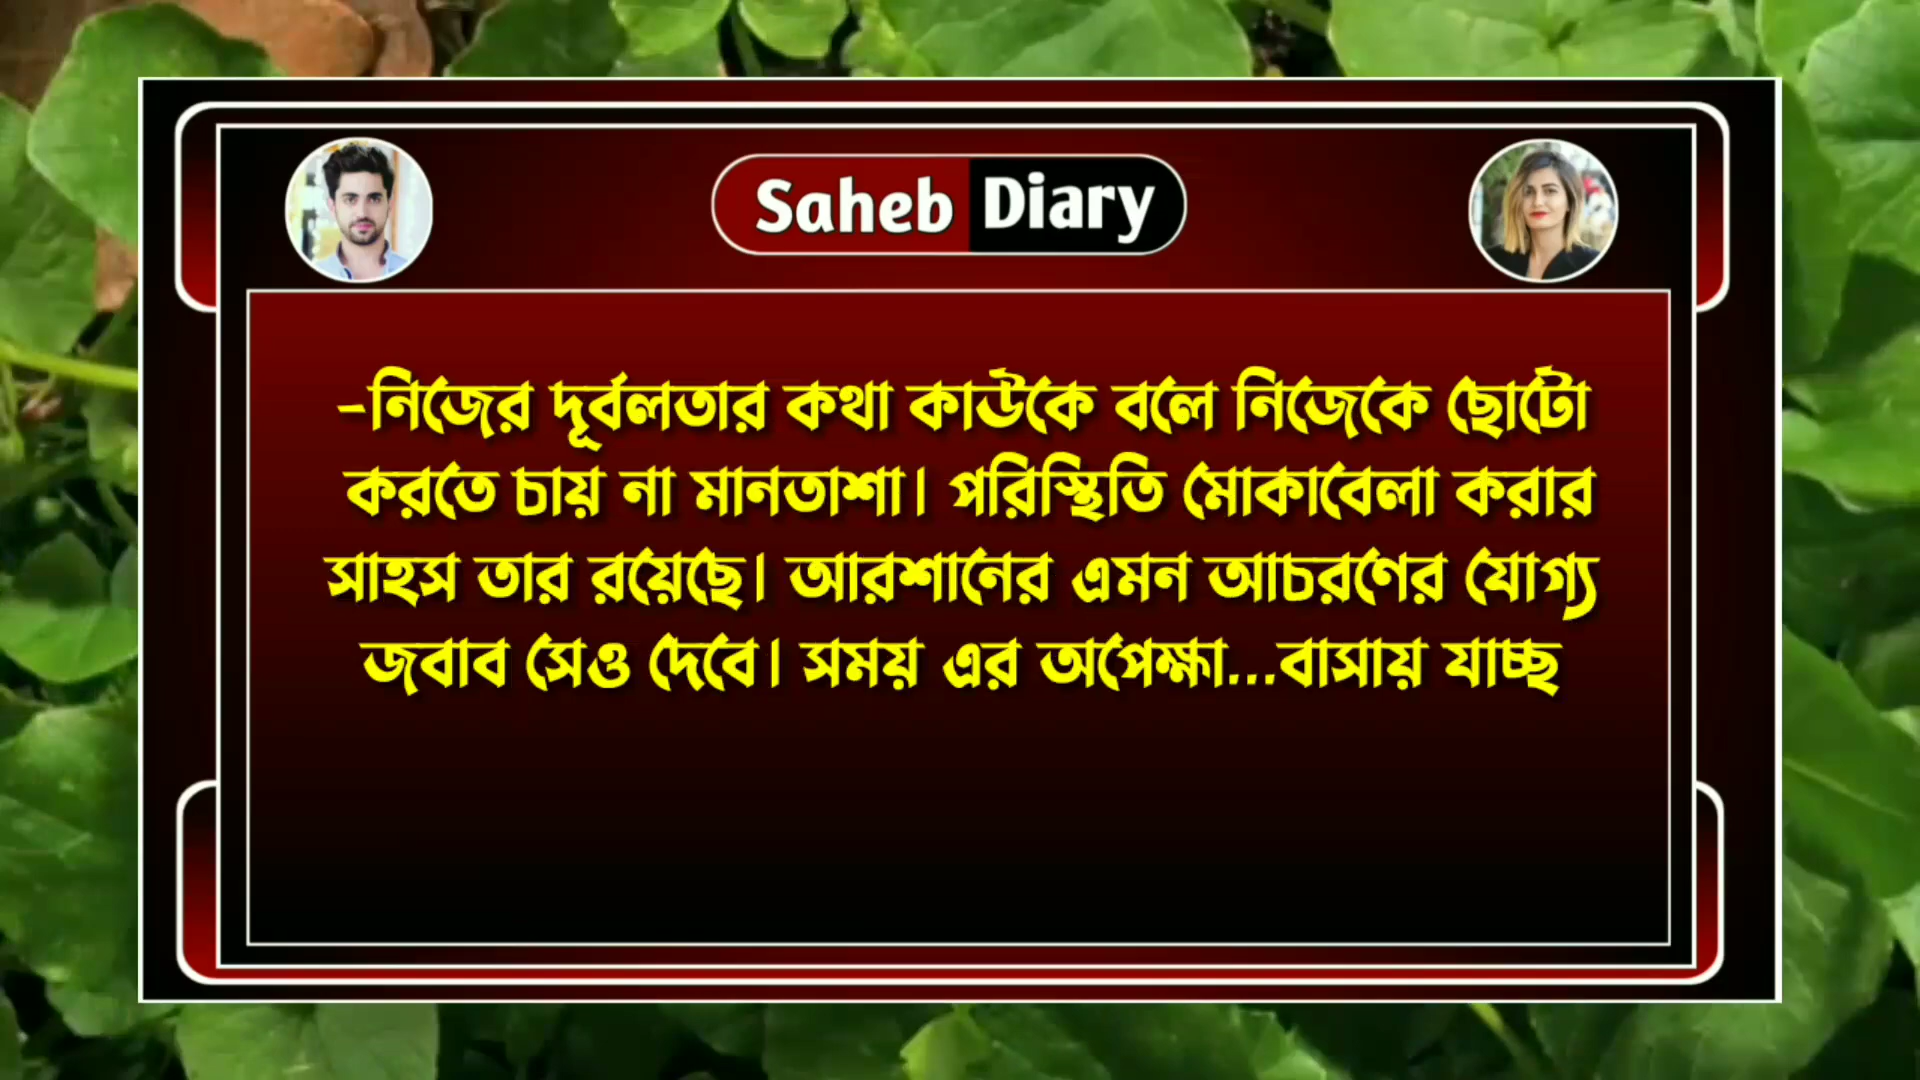 Saheb Diary
-নিজের দূর্বলতার কথা কাউকে বলে নিজেকে ছোটো
করতে চায় না মানতাশা। পরিস্থিতি মোকাবেলা করার
সাহস তার রয়েছে। আরশানের এমন আচরণের যোগ্য
জবাব সেও দেবে। সময় এর অপেক্ষা...বাসায় যাচ্ছ